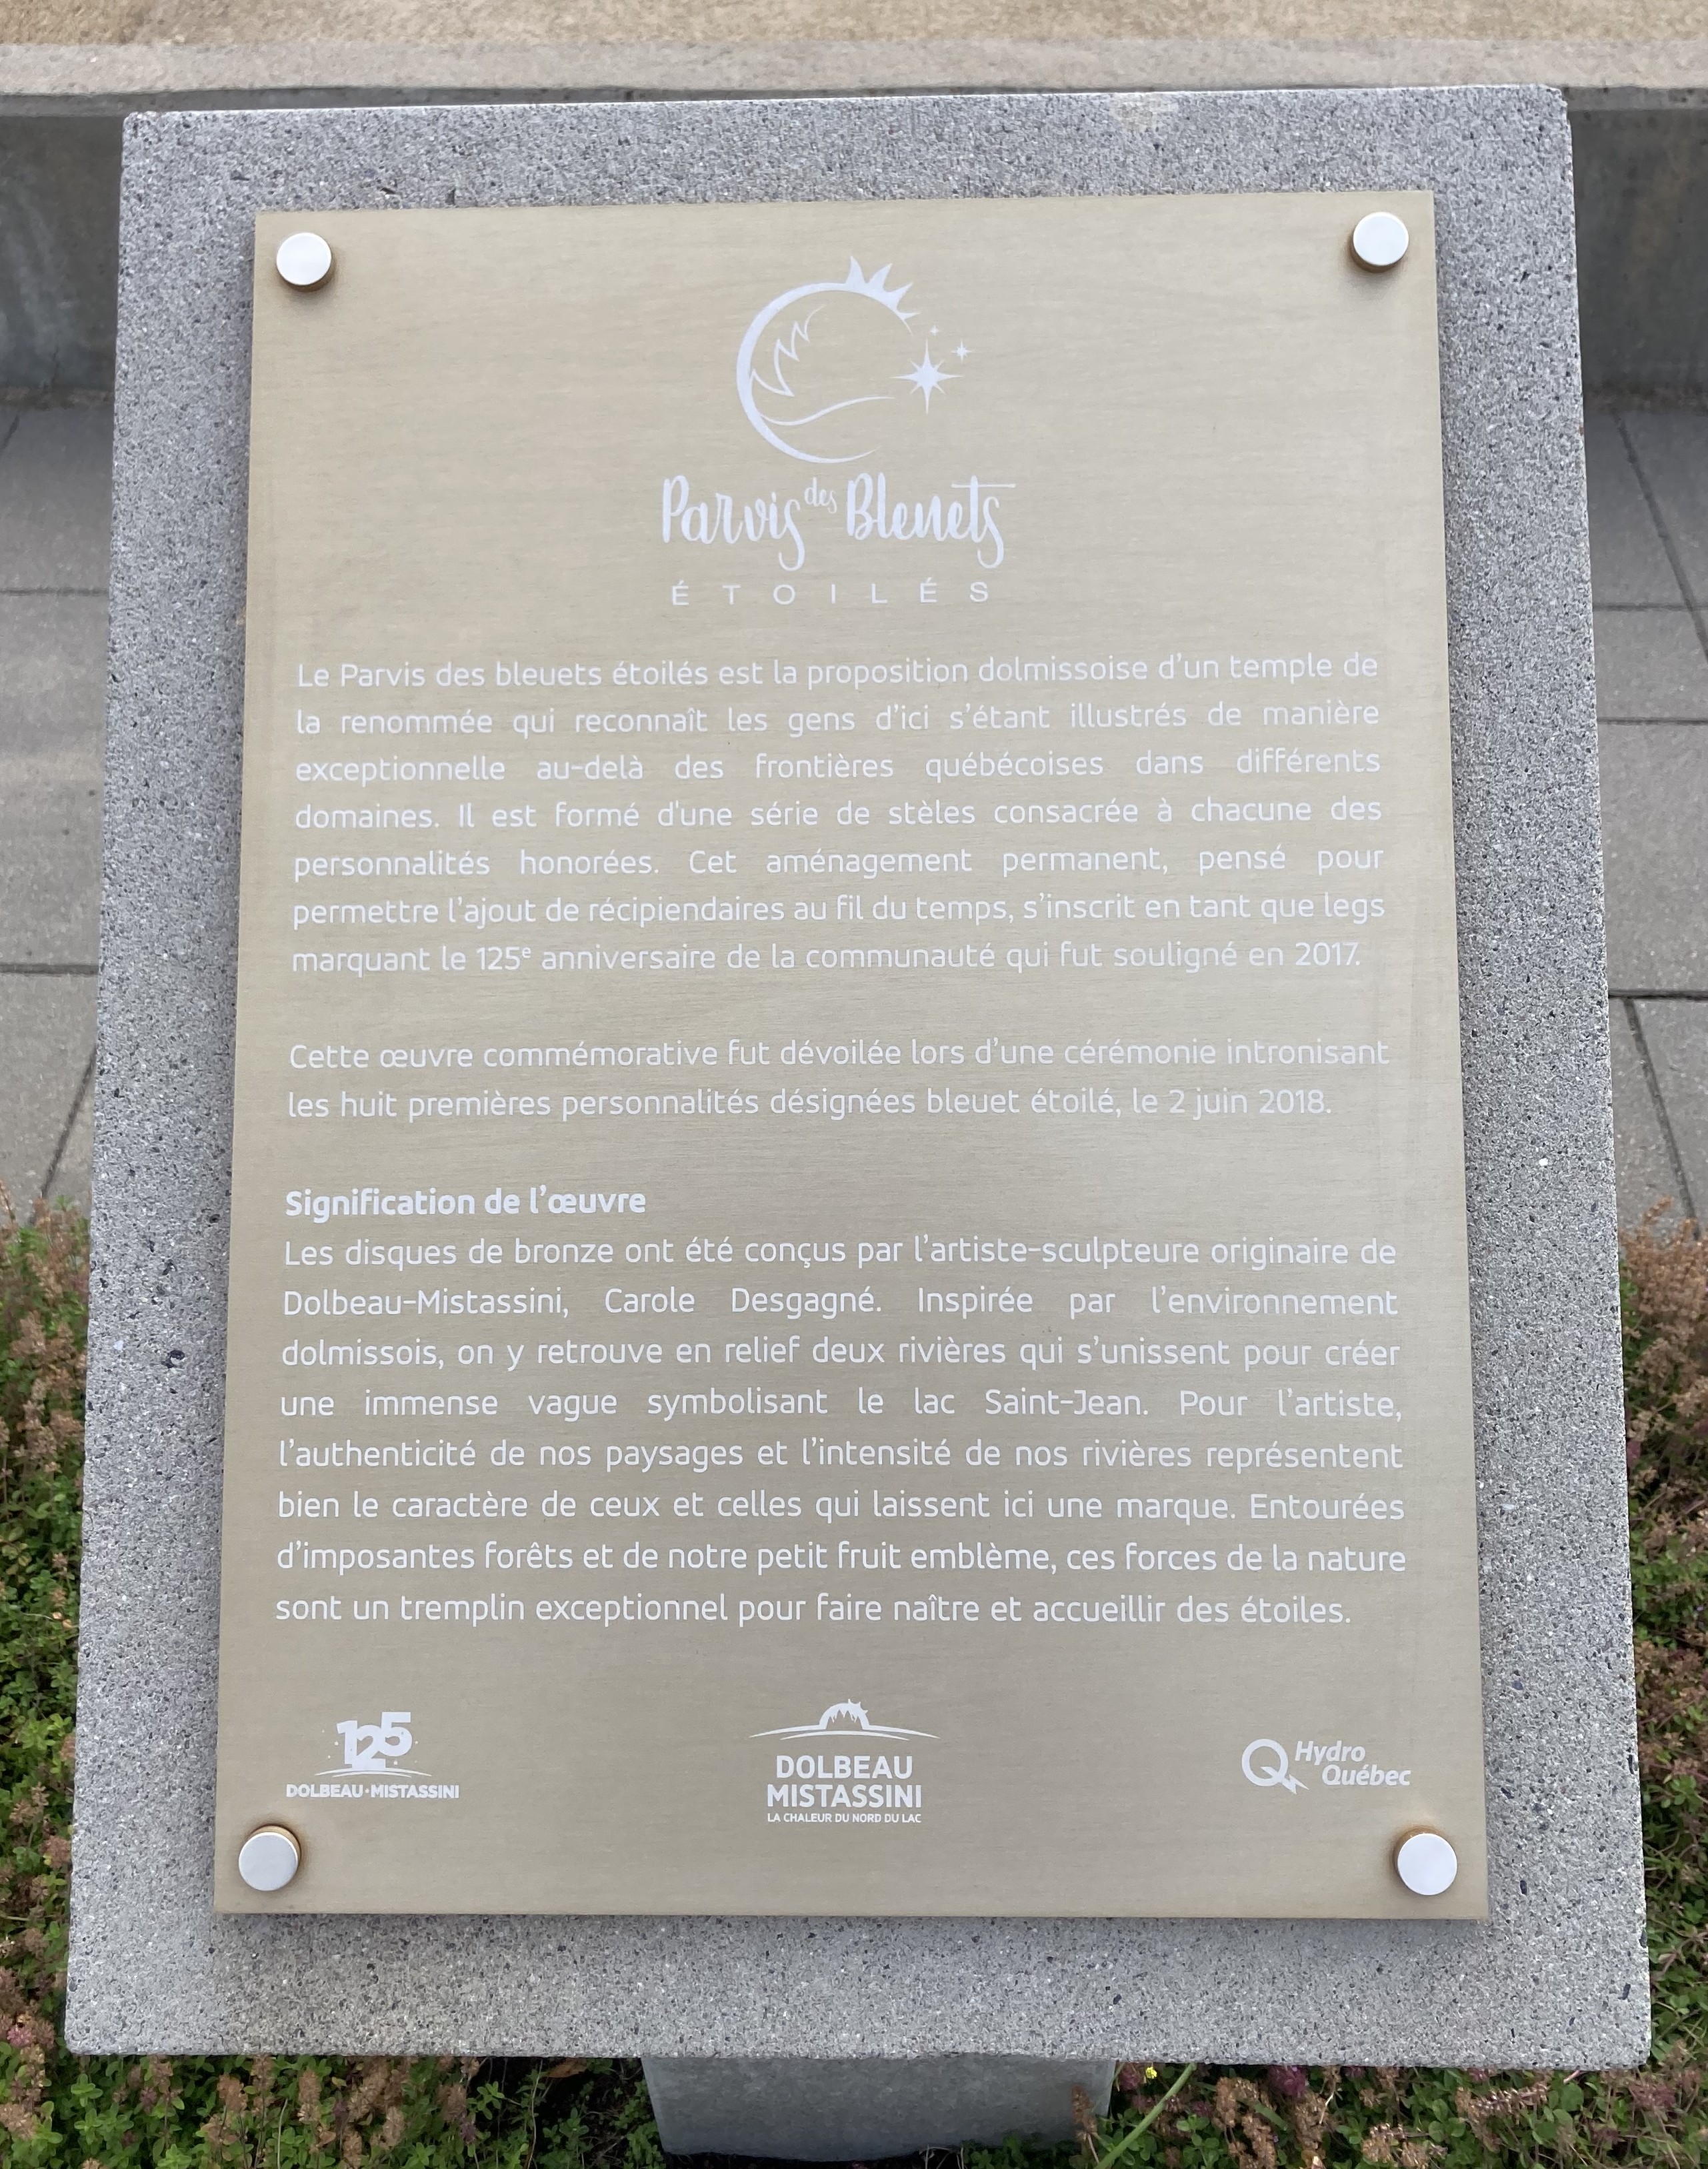 Parvis des Bleuets
ÉTOILÉS
Le Parvis des bleuets étoilés est la proposition dolmissoise d'un temple de
la renommée qui reconnaît les gens d'ici s'étant illustrés de manière
exceptionnelle au-delà des frontières québécoises dans différents
domaines. Il est formé d'une série de stèles consacrée à chacune des
personnalités honorées. Cet aménagement permanent, pensé pour
permettre l'ajout de récipiendaires au fil du temps, s'inscrit en tant que legs
marquant le 125e anniversaire de la communauté qui fut souligné en 2017.
Cette œuvre commémorative fut dévoilée lors d'une cérémonie intronisant
les huit premières personnalités désignées bleuet étoilé, le 2 juin 2018.
Signification de l'œuvre
Les disques de bronze ont été conçus par l'artiste-sculpteure originaire de
Dolbeau-Mistassini, Carole Desgagné. Inspirée par l'environnement
dolmissois, on y retrouve en relief deux rivières qui s'unissent pour créer
une immense vague symbolisant le lac Saint-Jean. Pour l'artiste,
l'authenticité de nos paysages et l'intensité de nos rivières représentent
bien le caractère de ceux et celles qui laissent ici une marque. Entourées
d'imposantes forêts et de notre petit fruit emblème, ces forces de la nature
sont un tremplin exceptionnel pour faire naître et accueillir des étoiles.
125
DOLBEAU·MISTASSINI
DOLBEAU
MISTASSINI
LA CHALEUR DU NORD DU LAC
Hydro
Québec